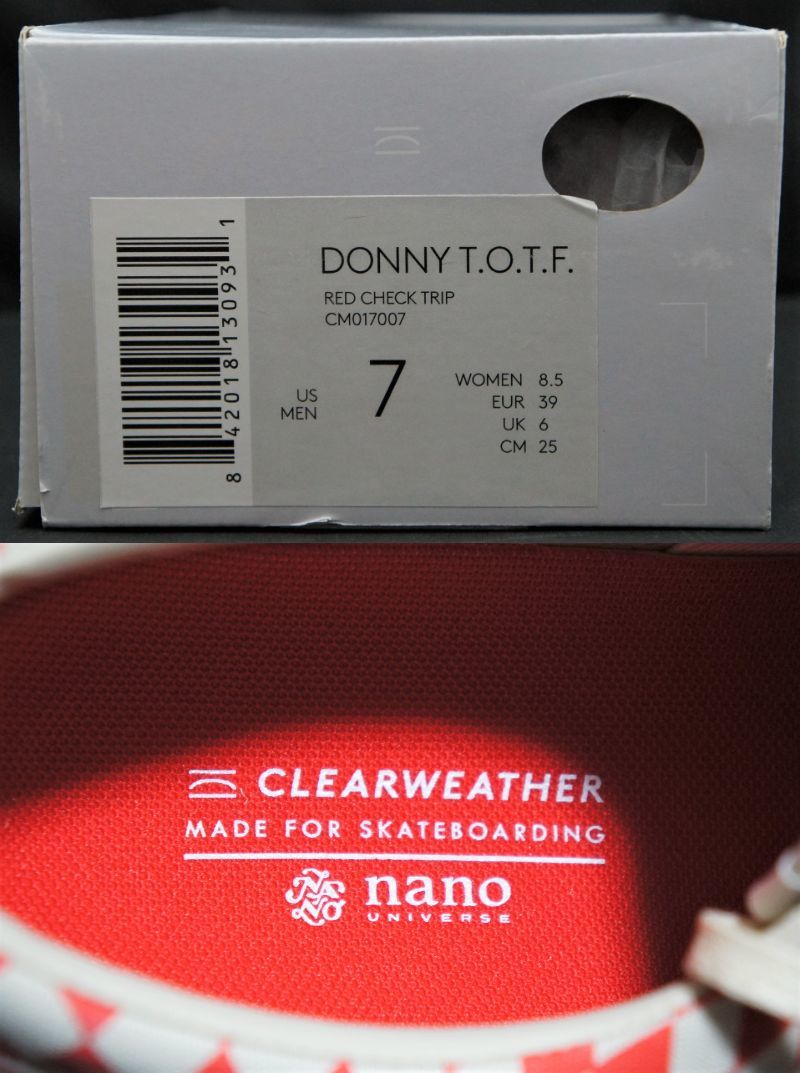 DONNY T.O.T.F.
RED CHECK TRIP
CM017007
US MEN 7
WOMEN 8.5
EUR 39
UK 6
CM 25
8 42018 13093 1
CLEARWEATHER
MADE FOR SKATEBOARDING
NANO
nano
UNIVERSE